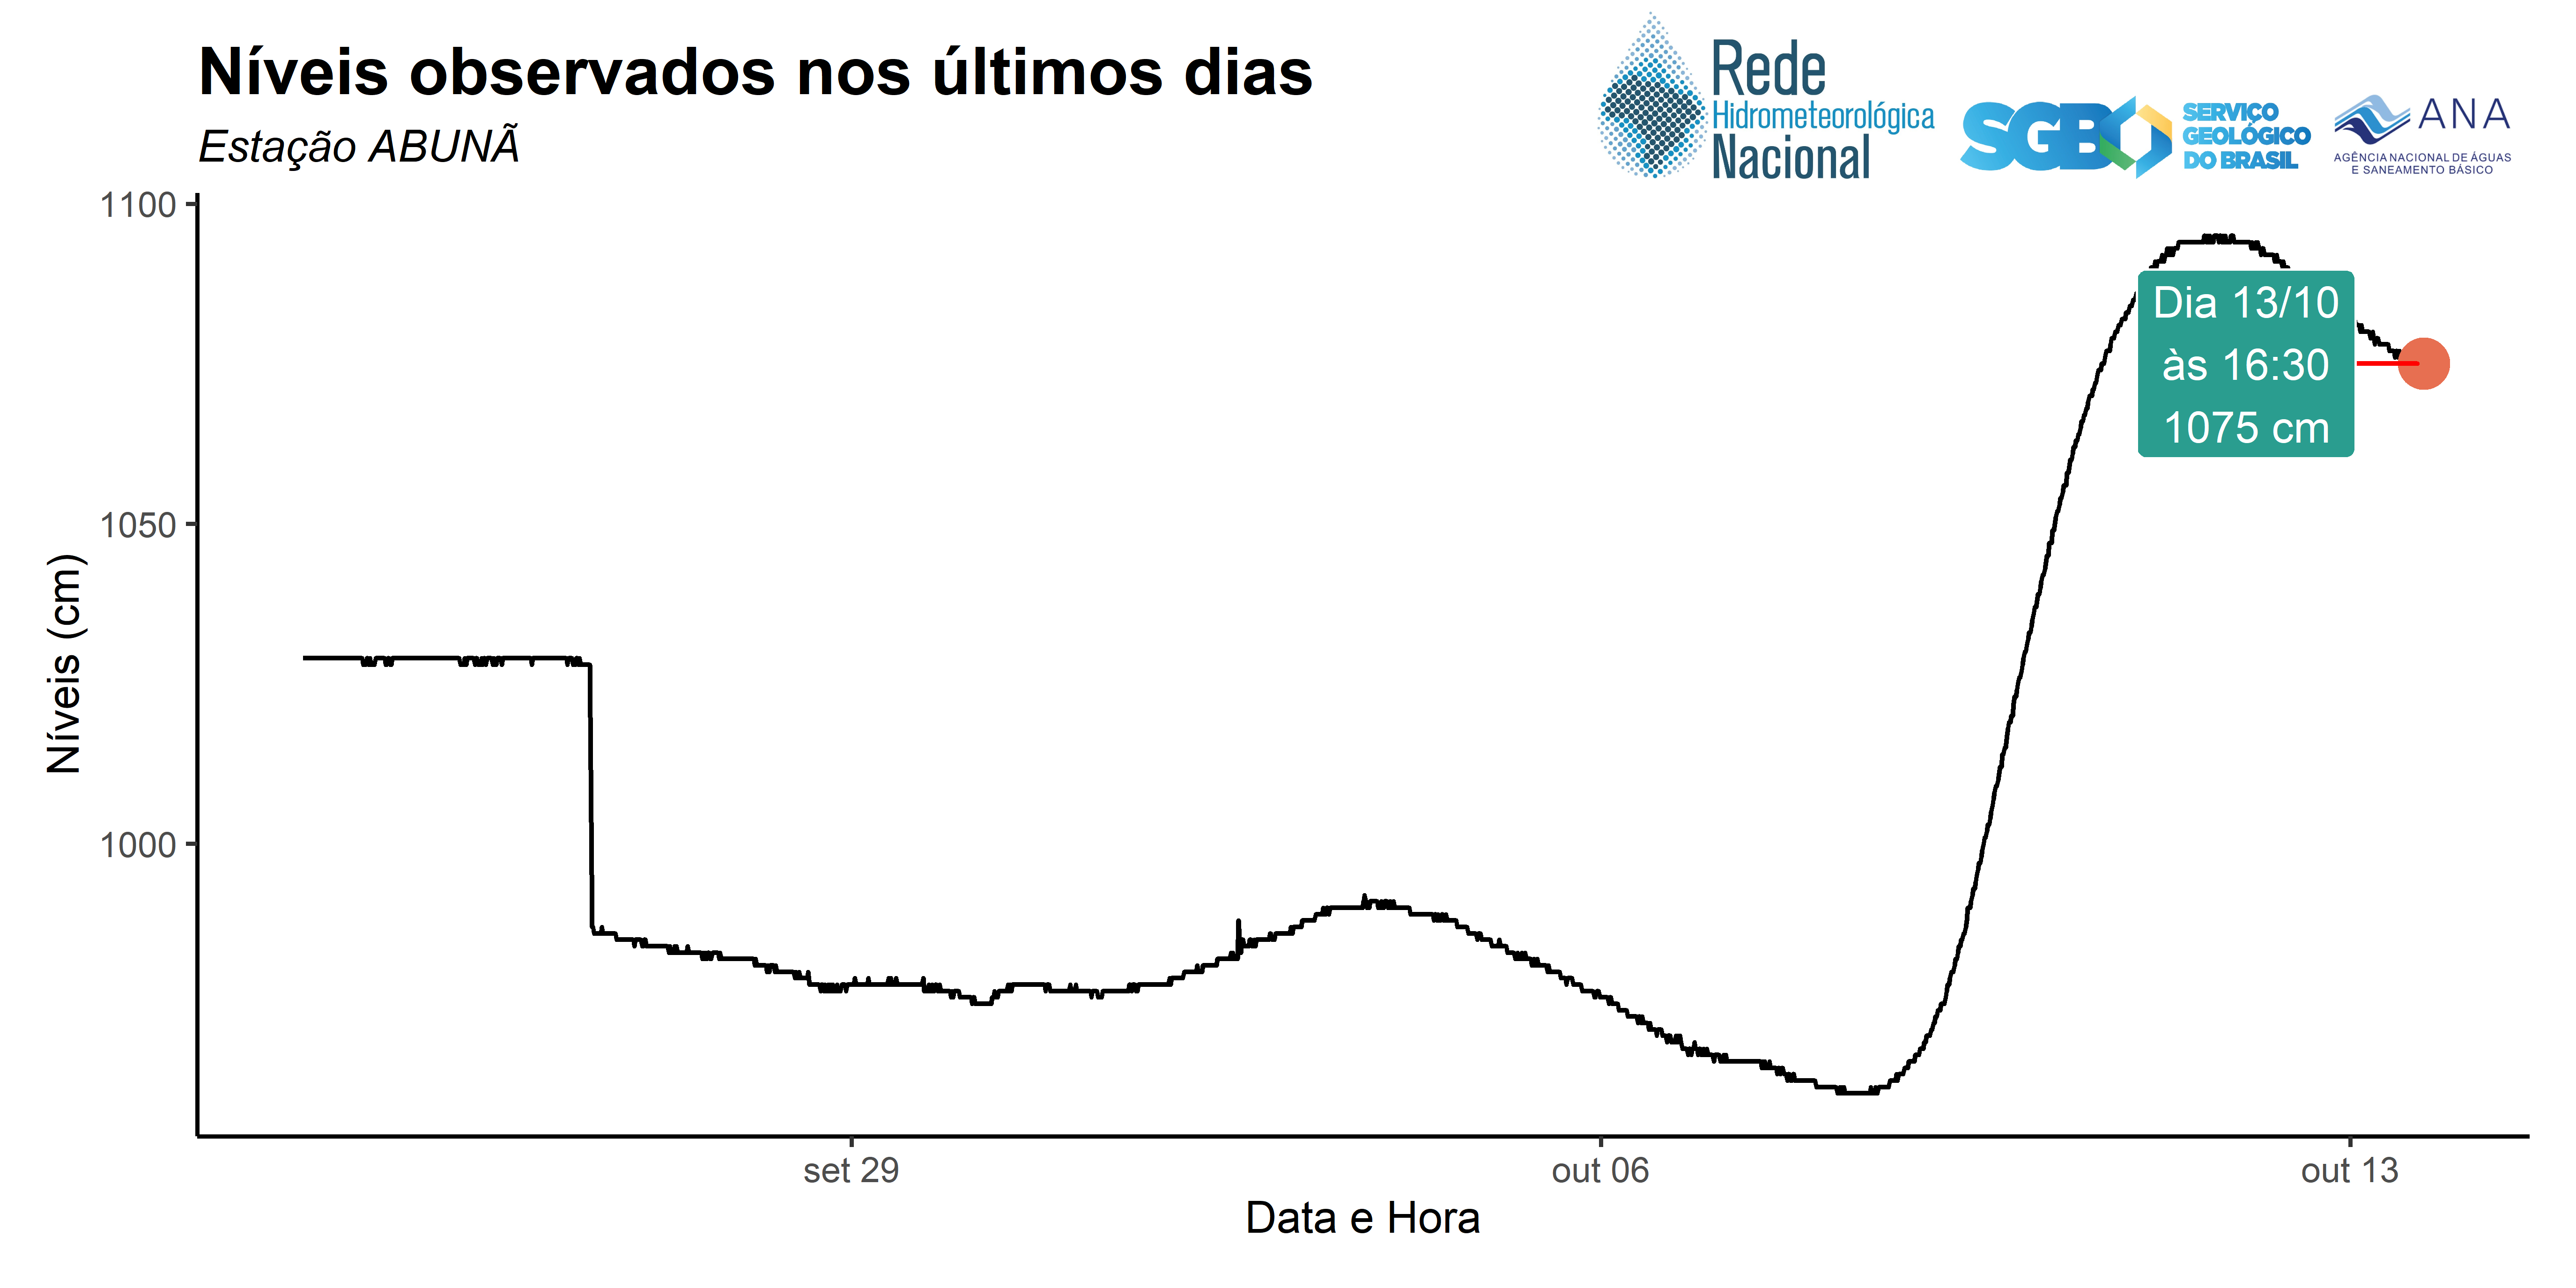 Níveis observados nos últimos dias
Estação ABUNÃ
Rede
Hidrometeorológica
Nacional
SGB
SERVIÇO
GEOLÓGICO
DO BRASIL
ANA
AGÊNCIA NACIONAL DE ÁGUAS
E SANEAMENTO BÁSICO
1100
1050
1000
Níveis (cm)
Dia 13/10
às 16:30
1075 cm
set 29
out 06
out 13
Data e Hora